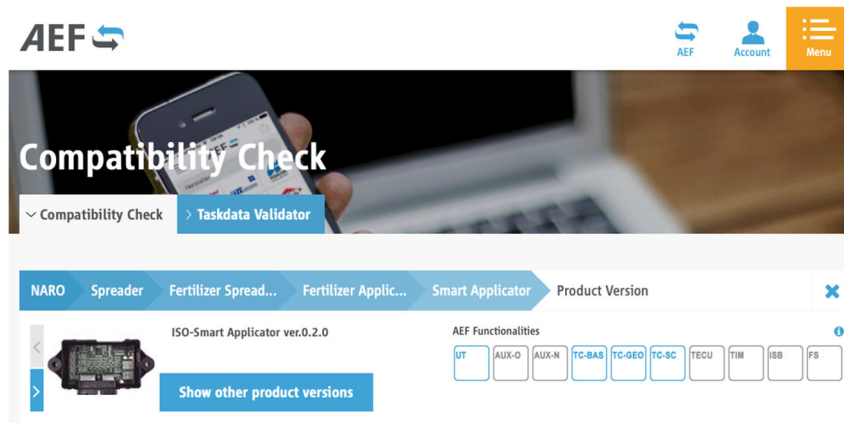 AEF
AEF
Account
Menu
Compatibility Check
Compatibility Check
Taskdata Validator
NARO
Spreader
Fertilizer Spread...
Fertilizer Applic...
Smart Applicator
Product Version
ISO-Smart Applicator ver.0.2.0
AEF Functionalities
UT
AUX-O
AUX-N
TC-BAS
TC-GEO
TC-SC
TECU
TIM
ISB
FS
Show other product versions